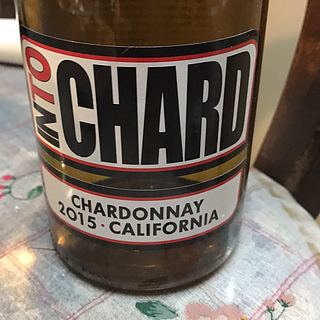 INTO
CHARD
CHARDONNAY
2015 · CALIFORNIA